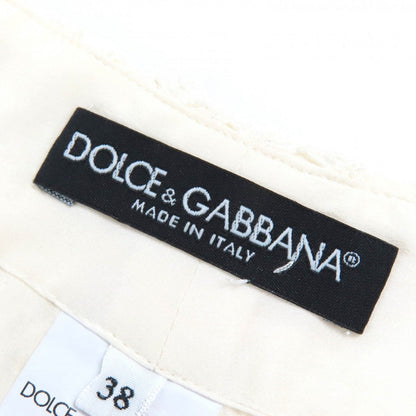 DOLCE & GABBANA®
MADE IN ITALY
38
DOLCE